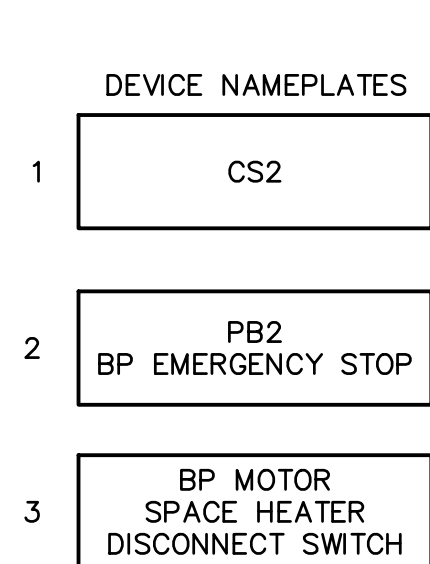 DEVICE NAMEPLATES
1
CS2
2
PB2
BP EMERGENCY STOP
3
BP MOTOR
SPACE HEATER
DISCONNECT SWITCH